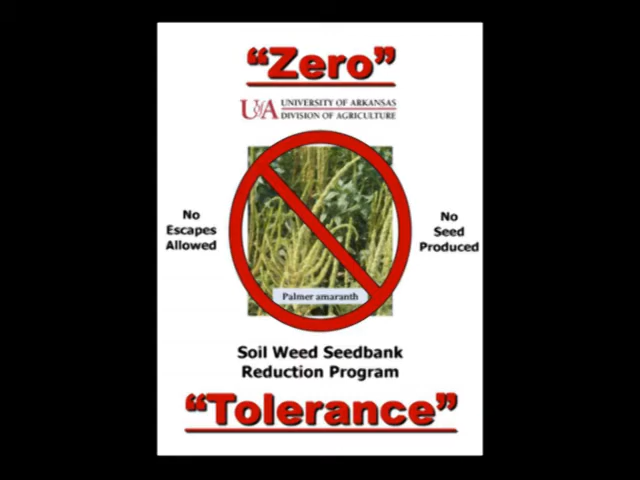 “Zero”
UofA UNIVERSITY OF ARKANSAS
DIVISION OF AGRICULTURE
No
Escapes
Allowed
No
Seed
Produced
Palmer amaranth
Soil Weed Seedbank
Reduction Program
“Tolerance”